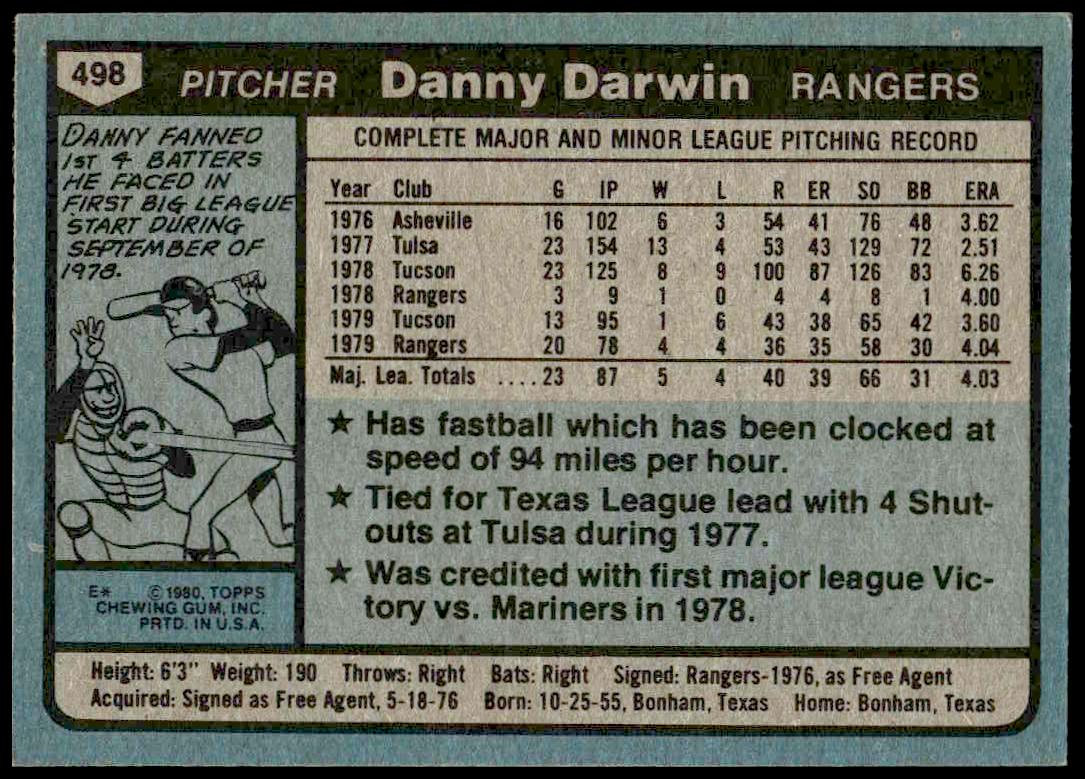 498 PITCHER Danny Darwin RANGERS
DANNY FANNED
1ST 4 BATTERS
HE FACED IN
FIRST BIG LEAGUE
START DURING
SEPTEMBER OF
1978.
COMPLETE MAJOR AND MINOR LEAGUE PITCHING RECORD
Year Club G IP W L R ER SO BB ERA
1976 Asheville 16 102 6 3 54 41 76 48 3.62
1977 Tulsa 23 154 13 4 53 43 129 72 2.51
1978 Tucson 23 125 8 9 100 87 126 83 6.26
1978 Rangers 3 9 1 0 4 4 8 1 4.00
1979 Tucson 13 95 1 6 43 38 65 42 3.60
1979 Rangers 20 78 4 4 36 35 58 30 4.04
Maj. Lea. Totals ....23 87 5 4 40 39 66 31 4.03
★ Has fastball which has been clocked at
speed of 94 miles per hour.
★ Tied for Texas League lead with 4 Shut-
outs at Tulsa during 1977.
★ Was credited with first major league Vic-
tory vs. Mariners in 1978.
E* ©1980, TOPPS
CHEWING GUM, INC.
PRTD. IN U.S.A.
Height: 6'3" Weight: 190 Throws: Right Bats: Right Signed: Rangers-1976, as Free Agent
Acquired: Signed as Free Agent, 5-18-76 Born: 10-25-55, Bonham, Texas Home: Bonham, Texas